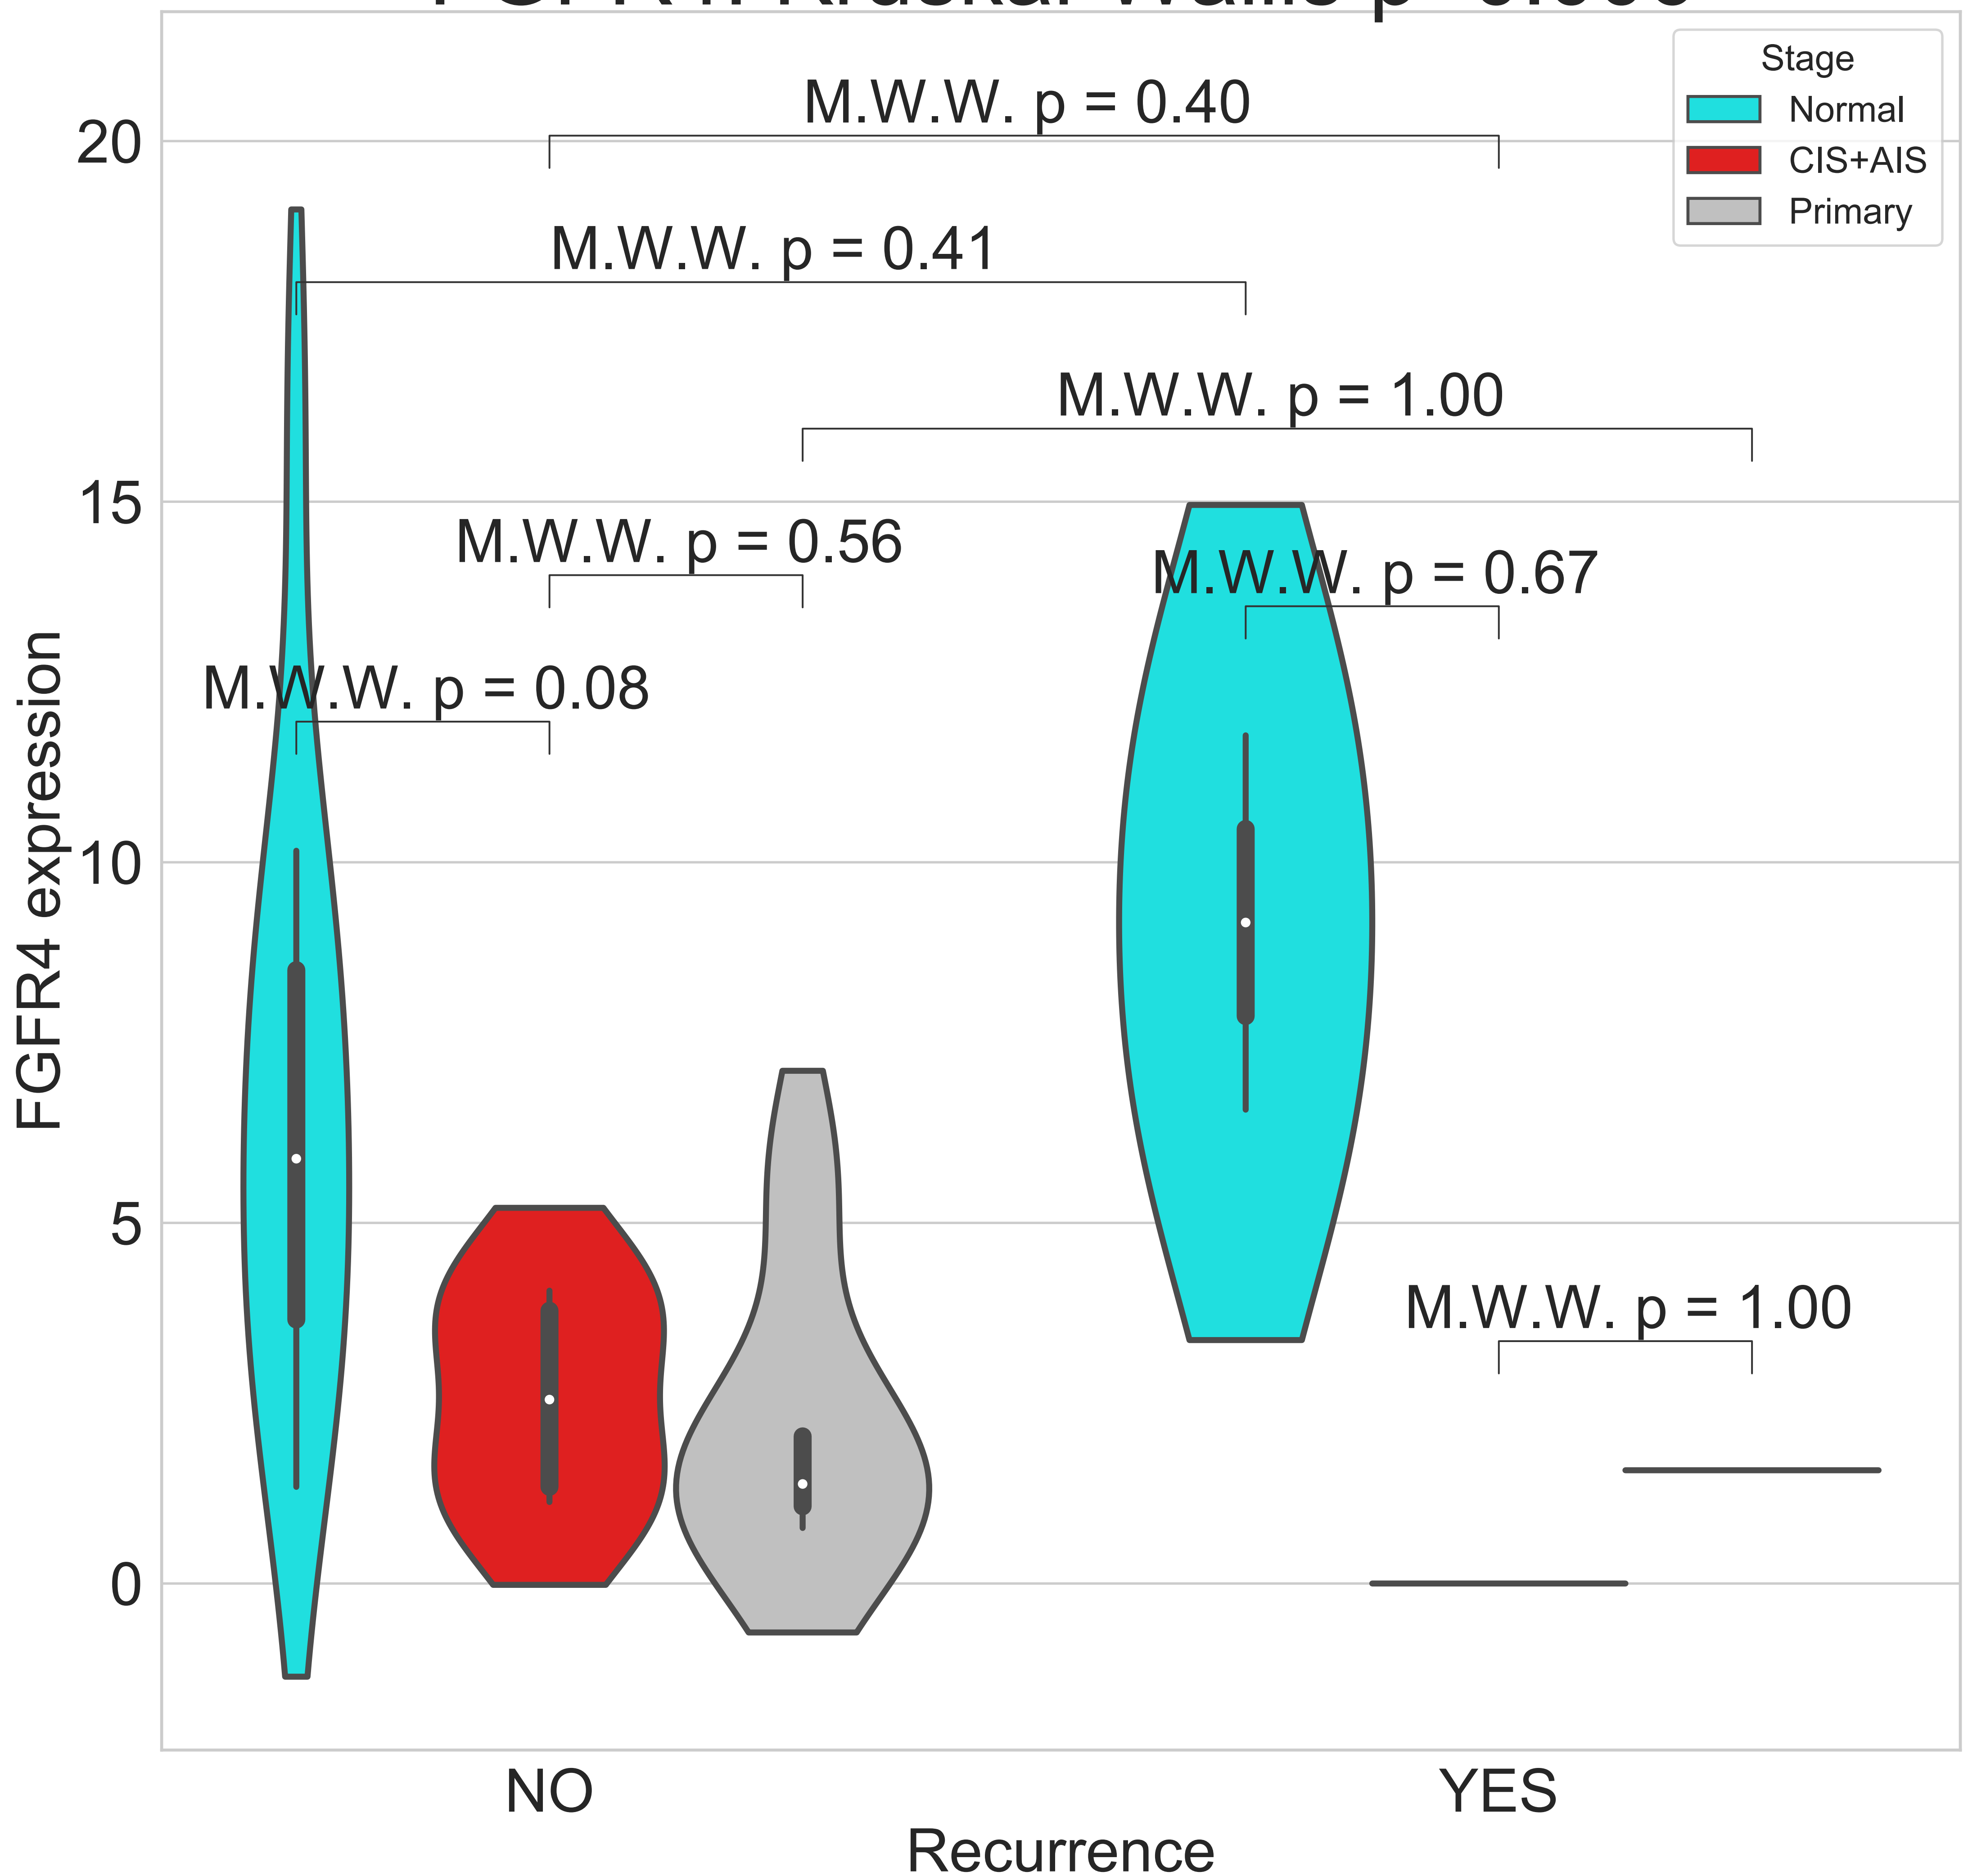 Stage
Normal
CIS+AIS
Primary
M.W.W. p = 0.40
M.W.W. p = 0.41
M.W.W. p = 1.00
M.W.W. p = 0.56
M.W.W. p = 0.67
M.W.W. p = 0.08
M.W.W. p = 1.00
20
15
10
5
0
FGFR4 expression
NO
YES
Recurrence